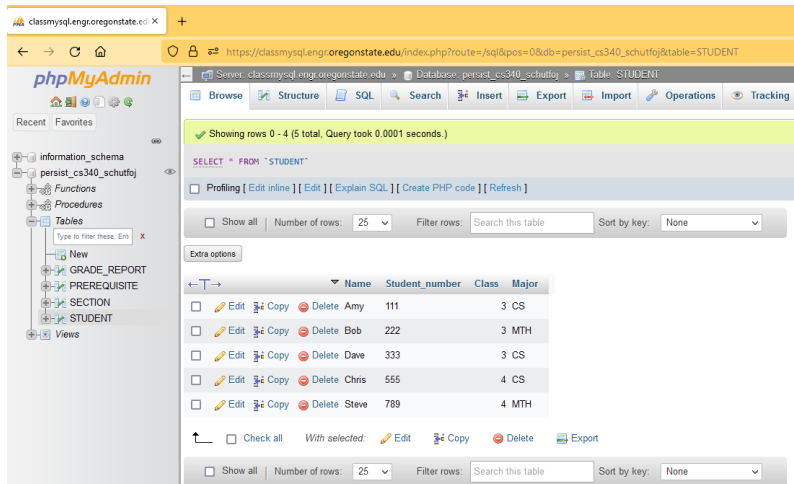 classmysql.engr.oregonstate.ed × +
https://classmysql.engr.oregonstate.edu/index.php?route=/sql&pos=0&db=persist_cs340_schutfoj&table=STUDENT
phpMyAdmin
Recent Favorites
information_schema
persist_cs340_schutfoj
Functions
Procedures
Tables
Type to filter these, Ent X
New
GRADE_REPORT
PREREQUISITE
SECTION
STUDENT
Views
Server: classmysql.engr.oregonstate.edu » Database: persist_cs340_schutfoj » Table: STUDENT
Browse Structure SQL Search Insert Export Import Operations Tracking
Showing rows 0 - 4 (5 total, Query took 0.0001 seconds.)
SELECT * FROM `STUDENT`
Profiling [ Edit inline ] [ Edit ] [ Explain SQL ] [ Create PHP code ] [ Refresh ]
Show all | Number of rows: 25 Filter rows: Search this table Sort by key: None
Extra options
←T→ Name Student_number Class Major
Edit Copy Delete Amy 111 3 CS
Edit Copy Delete Bob 222 3 MTH
Edit Copy Delete Dave 333 3 CS
Edit Copy Delete Chris 555 4 CS
Edit Copy Delete Steve 789 4 MTH
Check all With selected: Edit Copy Delete Export
Show all | Number of rows: 25 Filter rows: Search this table Sort by key: None